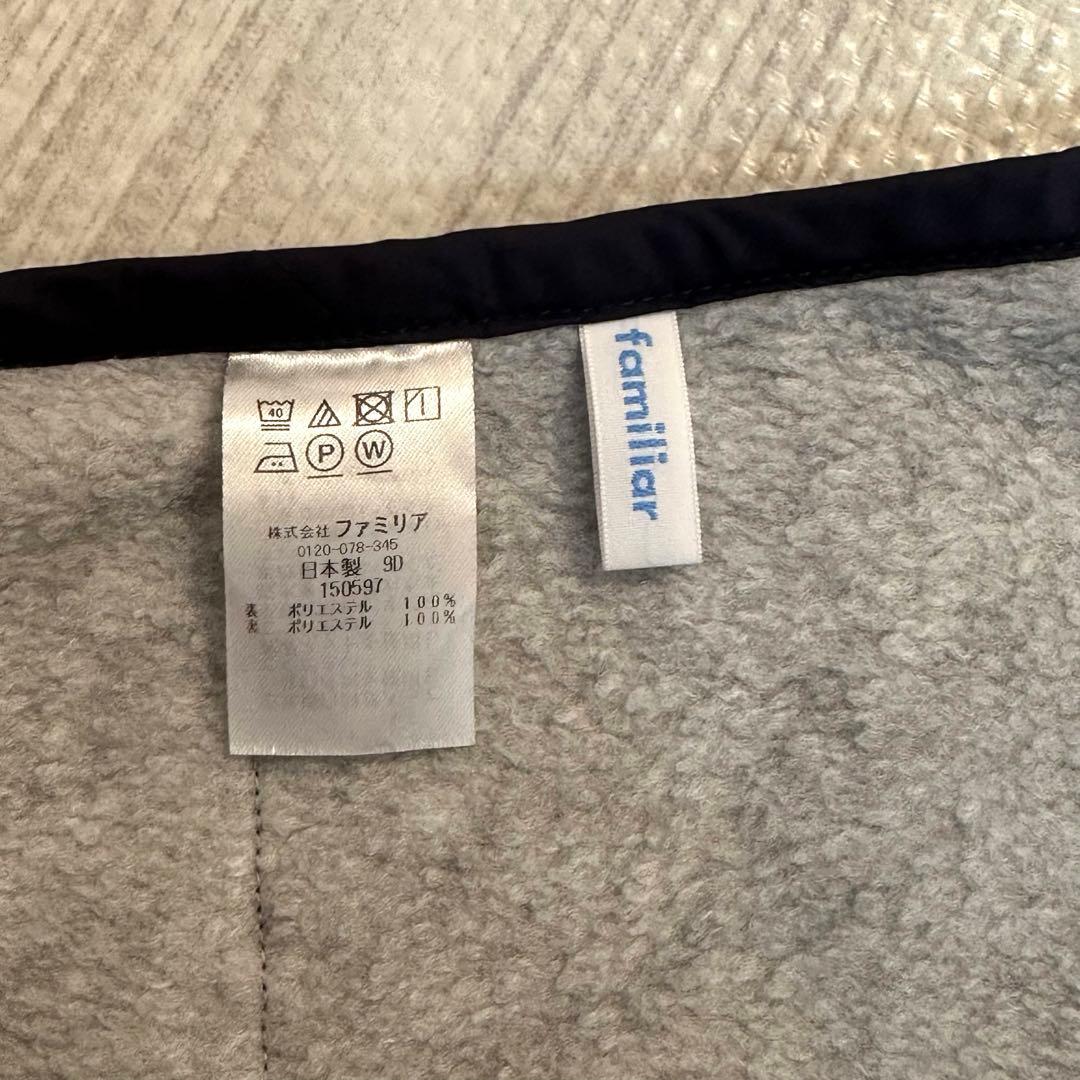 40
P W
株式会社 ファミリア
0120-078-345
日本製 9D
150597
表 ポリエステル 100%
裏 ポリエステル 100%
familiar